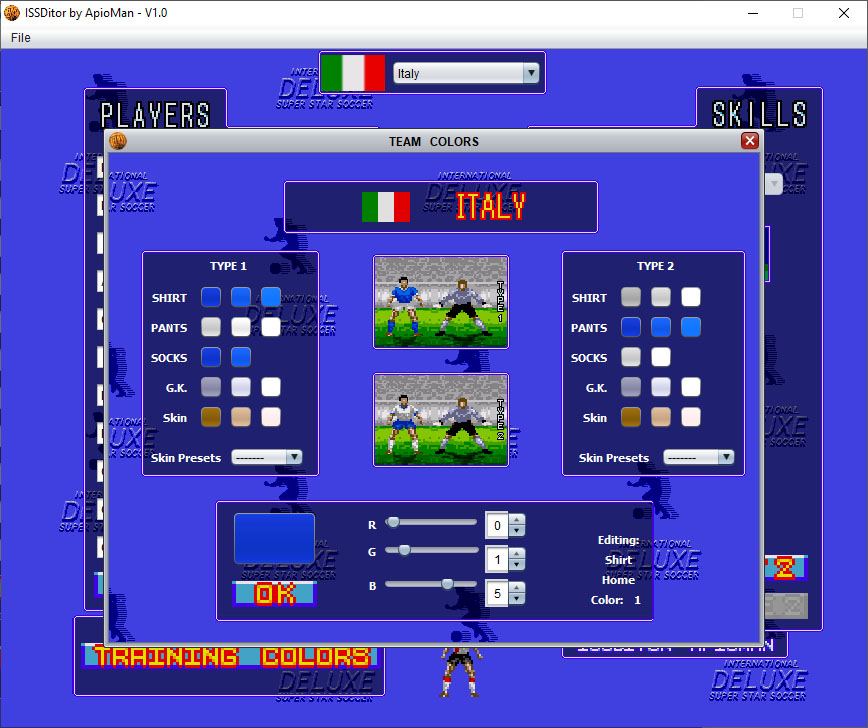 ISSDitor by ApioMan - V1.0
File
Italy
PLAYERS
SKILLS
INTERNATIONAL
DELUXE
SUPER STAR SOCCER
TEAM COLORS
ITALY
TYPE 1
SHIRT
PANTS
SOCKS
G.K.
Skin
Skin Presets ------
TYPE 1
TYPE 2
TYPE 2
SHIRT
PANTS
SOCKS
G.K.
Skin
Skin Presets ------
R 0
G 1
B 5
OK
Editing:
Shirt
Home
Color: 1
TRAINING COLORS
INTERNATIONAL
DELUXE
SUPER STAR SOCCER